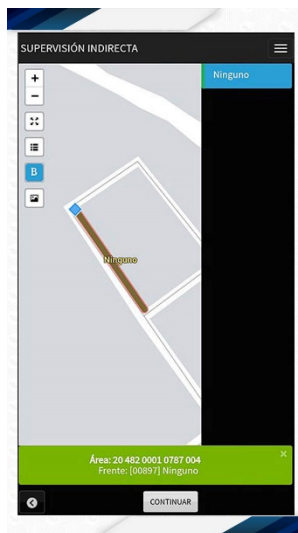 SUPERVISIÓN INDIRECTA
+
Ninguno
−
B
Ninguno
×
Área: 20 482 0001 0787 004
Frente: [00897] Ninguno
CONTINUAR